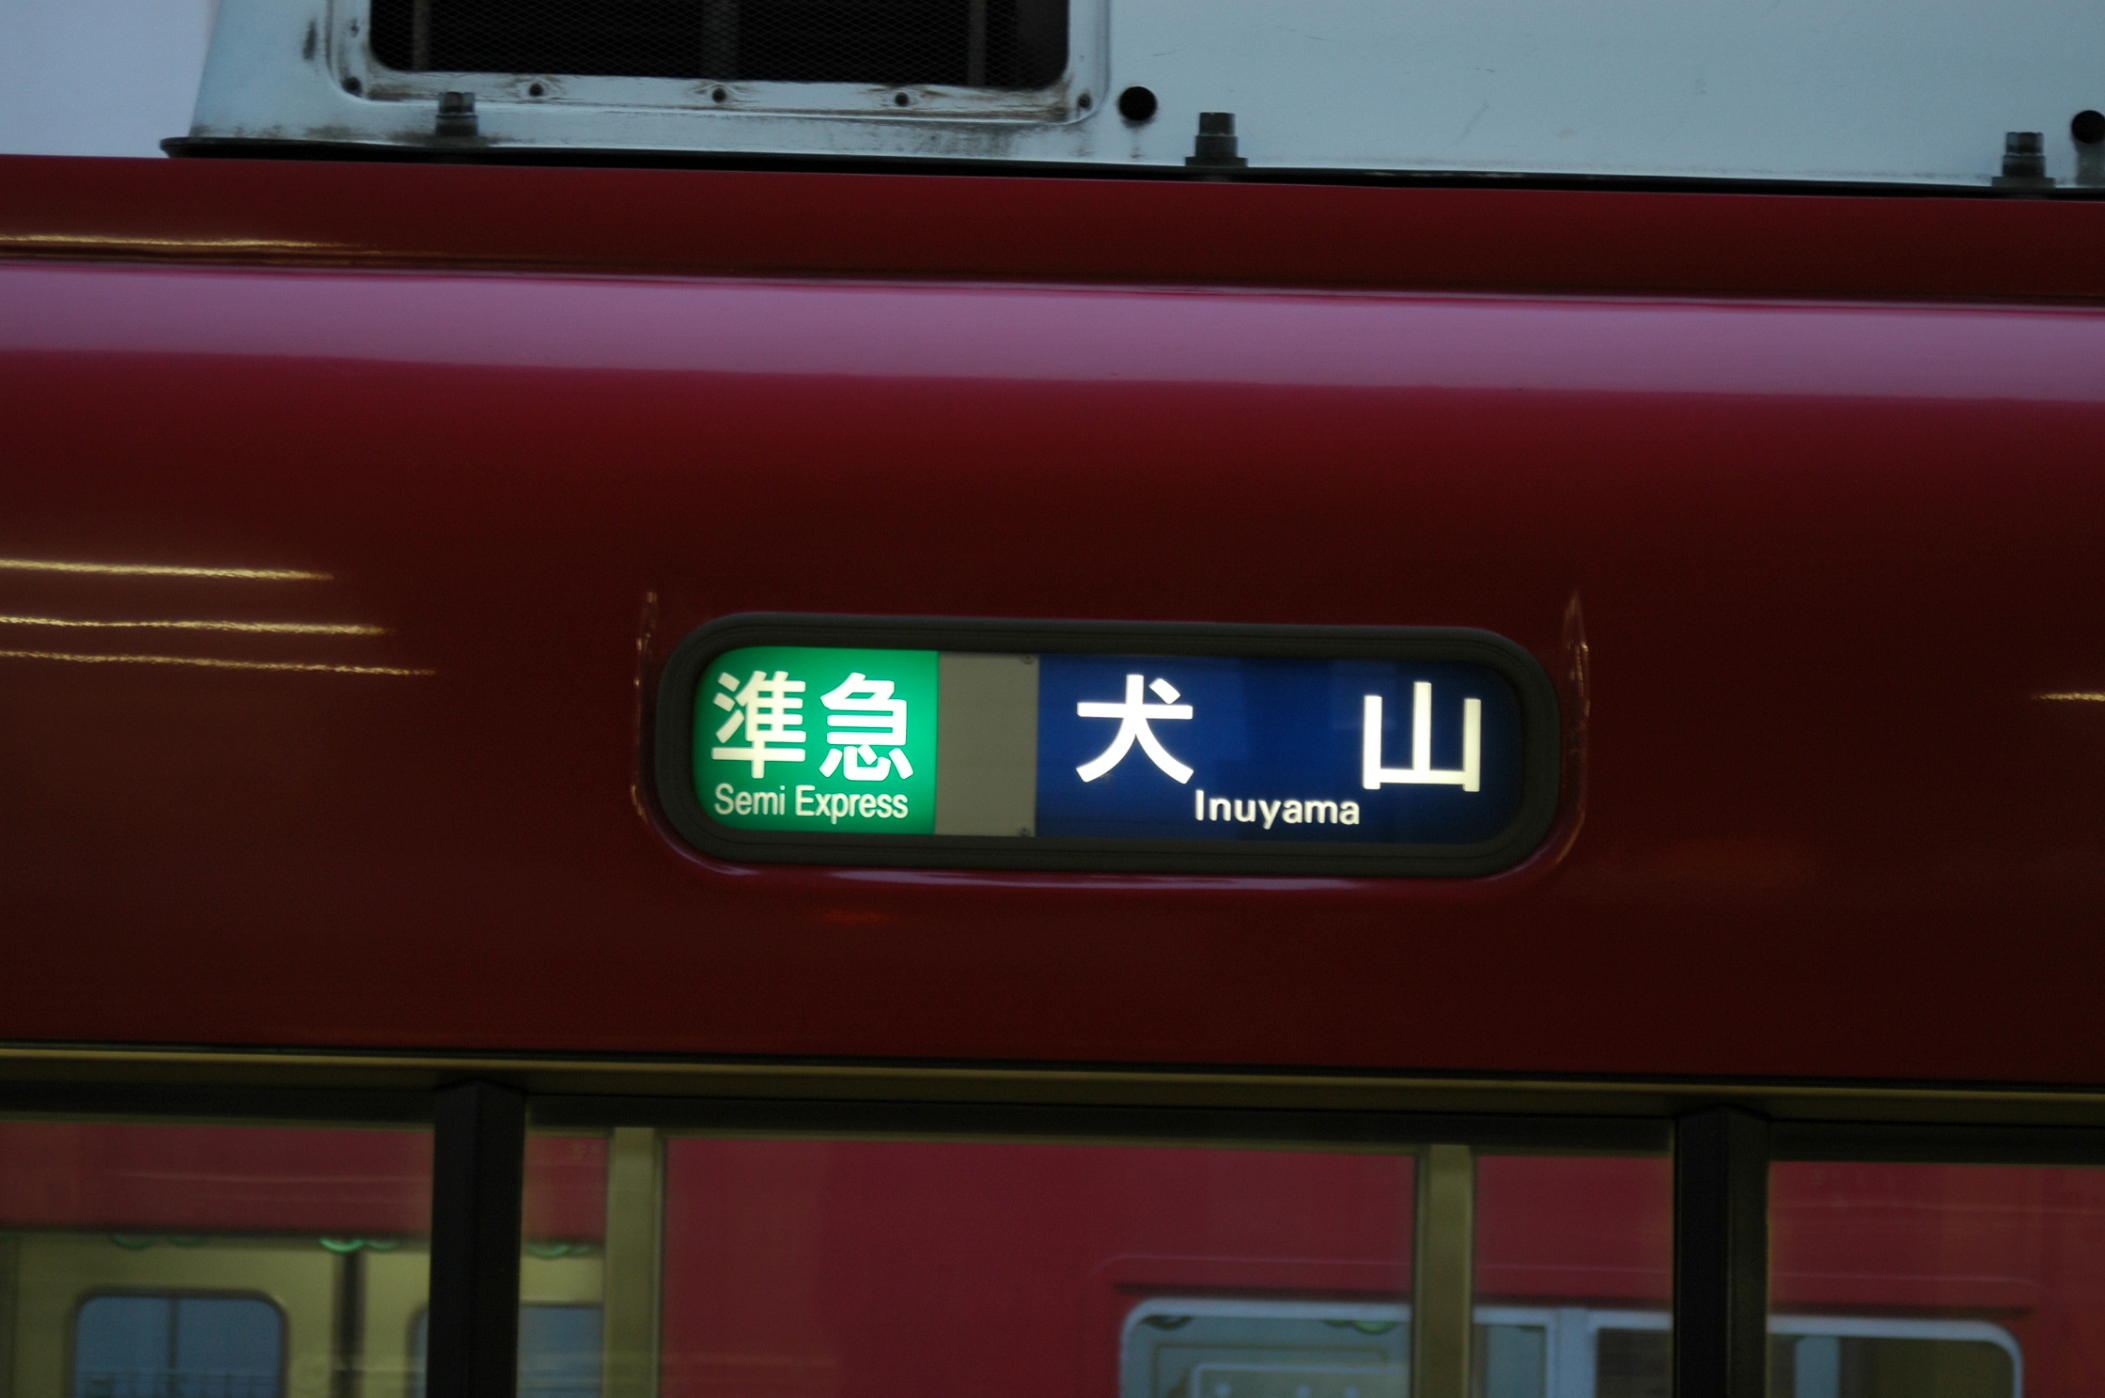 準急
Semi Express
犬山
Inuyama